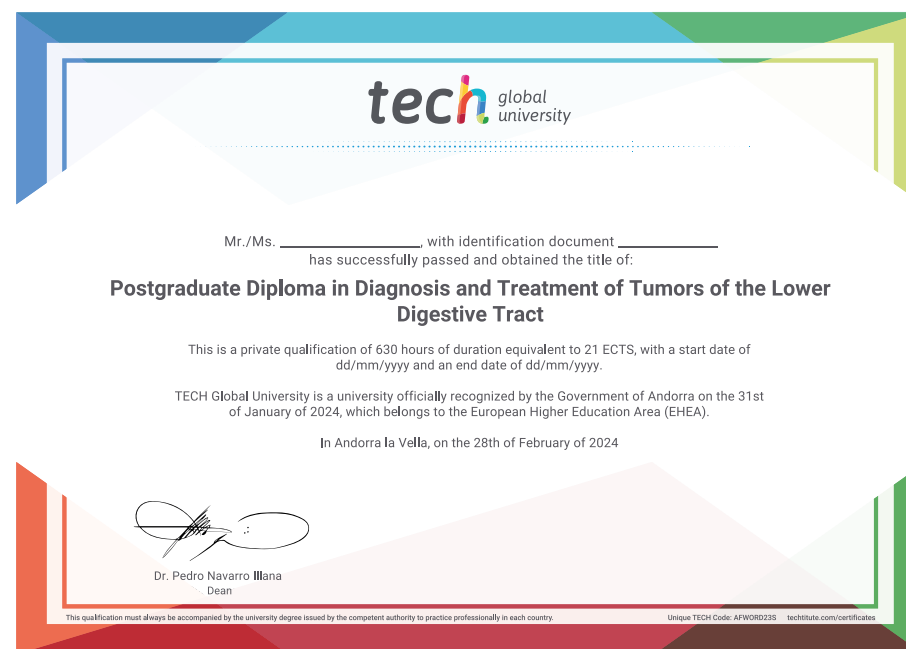 tech global university
Mr./Ms. ____________________, with identification document ______________
has successfully passed and obtained the title of:
Postgraduate Diploma in Diagnosis and Treatment of Tumors of the Lower
Digestive Tract
This is a private qualification of 630 hours of duration equivalent to 21 ECTS, with a start date of
dd/mm/yyyy and an end date of dd/mm/yyyy.
TECH Global University is a university officially recognized by the Government of Andorra on the 31st
of January of 2024, which belongs to the European Higher Education Area (EHEA).
In Andorra la Vella, on the 28th of February of 2024
Dr. Pedro Navarro Illana
Dean
This qualification must always be accompanied by the university degree issued by the competent authority to practice professionally in each country.
Unique TECH Code: AFWORD23S techtitute.com/certificates